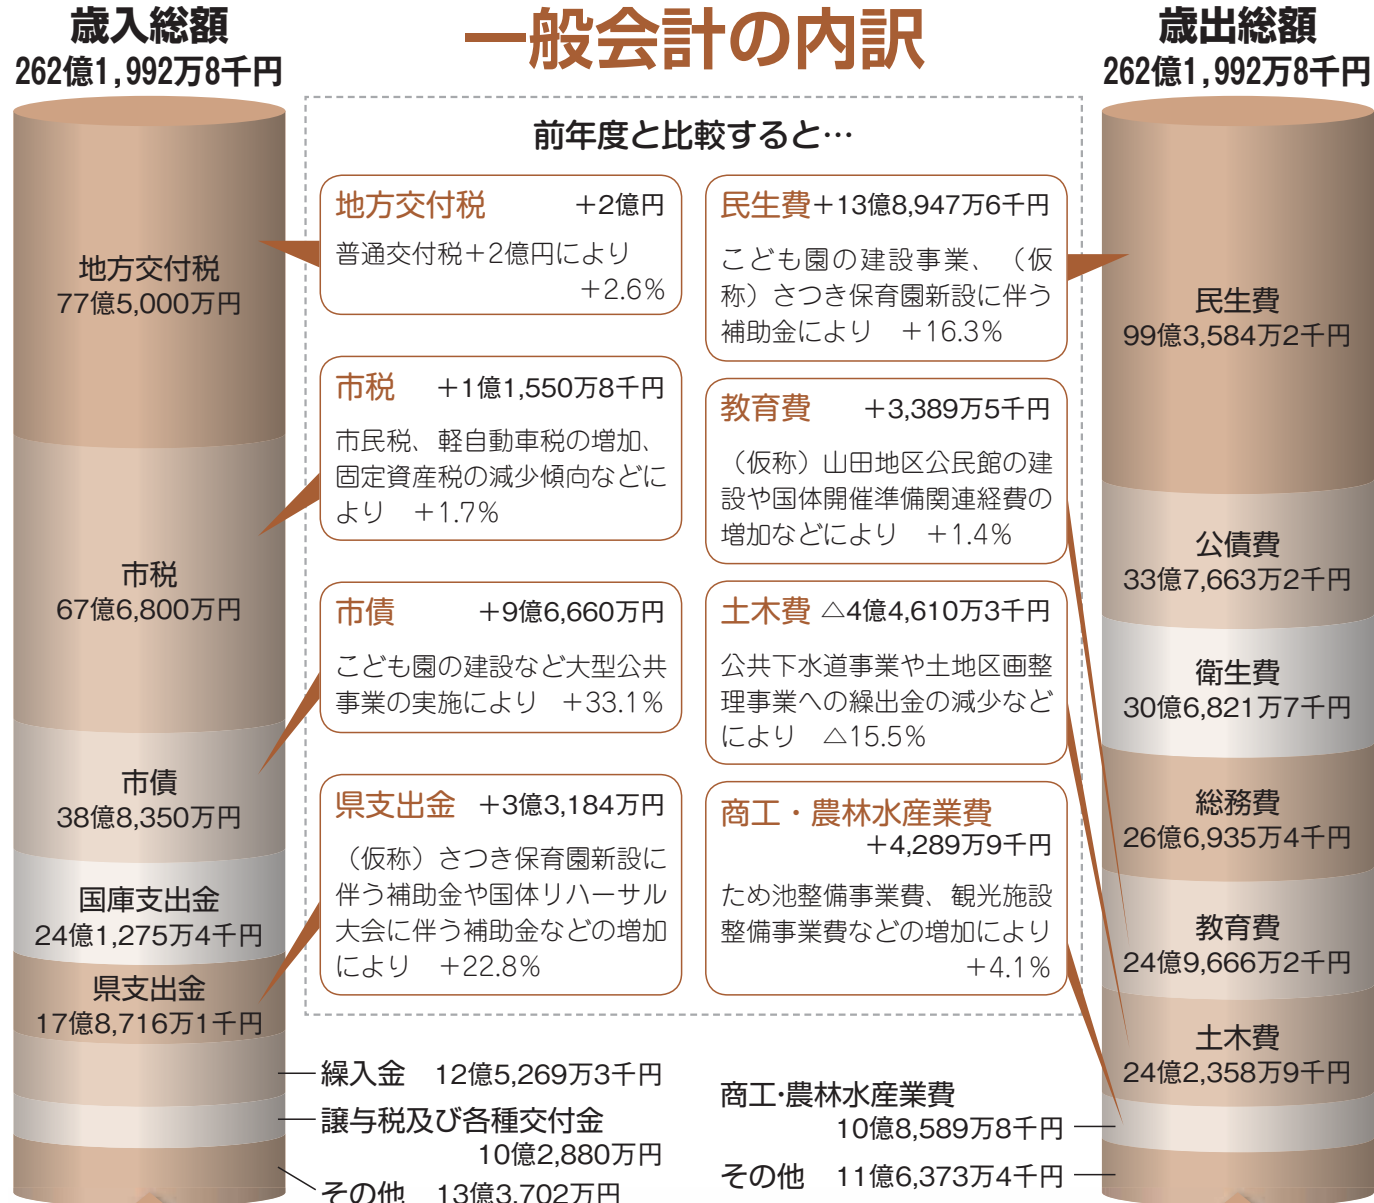 一般会計の内訳
歳入総額
262億1,992万8千円
地方交付税
77億5,000万円
市税
67億6,800万円
市債
38億8,350万円
国庫支出金
24億1,275万4千円
県支出金
17億8,716万1千円
繰入金 12億5,269万3千円
譲与税及び各種交付金
10億2,880万円
その他 13億3,702万円
前年度と比較すると…
地方交付税 +2億円
普通交付税+2億円により
+2.6%
市税 +1億1,550万8千円
市民税、軽自動車税の増加、
固定資産税の減少傾向などに
より +1.7%
市債 +9億6,660万円
こども園の建設など大型公共
事業の実施により +33.1%
県支出金 +3億3,184万円
（仮称）さつき保育園新設に
伴う補助金や国体リハーサル
大会に伴う補助金などの増加
により +22.8%
民生費+13億8,947万6千円
こども園の建設事業、（仮
称）さつき保育園新設に伴う
補助金により +16.3%
教育費 +3,389万5千円
（仮称）山田地区公民館の建
設や国体開催準備関連経費の
増加などにより +1.4%
土木費 △4億4,610万3千円
公共下水道事業や土地区画整
理事業への繰出金の減少など
により △15.5%
商工・農林水産業費
+4,289万9千円
ため池整備事業費、観光施設
整備事業費などの増加により
+4.1%
歳出総額
262億1,992万8千円
民生費
99億3,584万2千円
公債費
33億7,663万2千円
衛生費
30億6,821万7千円
総務費
26億6,935万4千円
教育費
24億9,666万2千円
土木費
24億2,358万9千円
商工・農林水産業費
10億8,589万8千円
その他 11億6,373万4千円